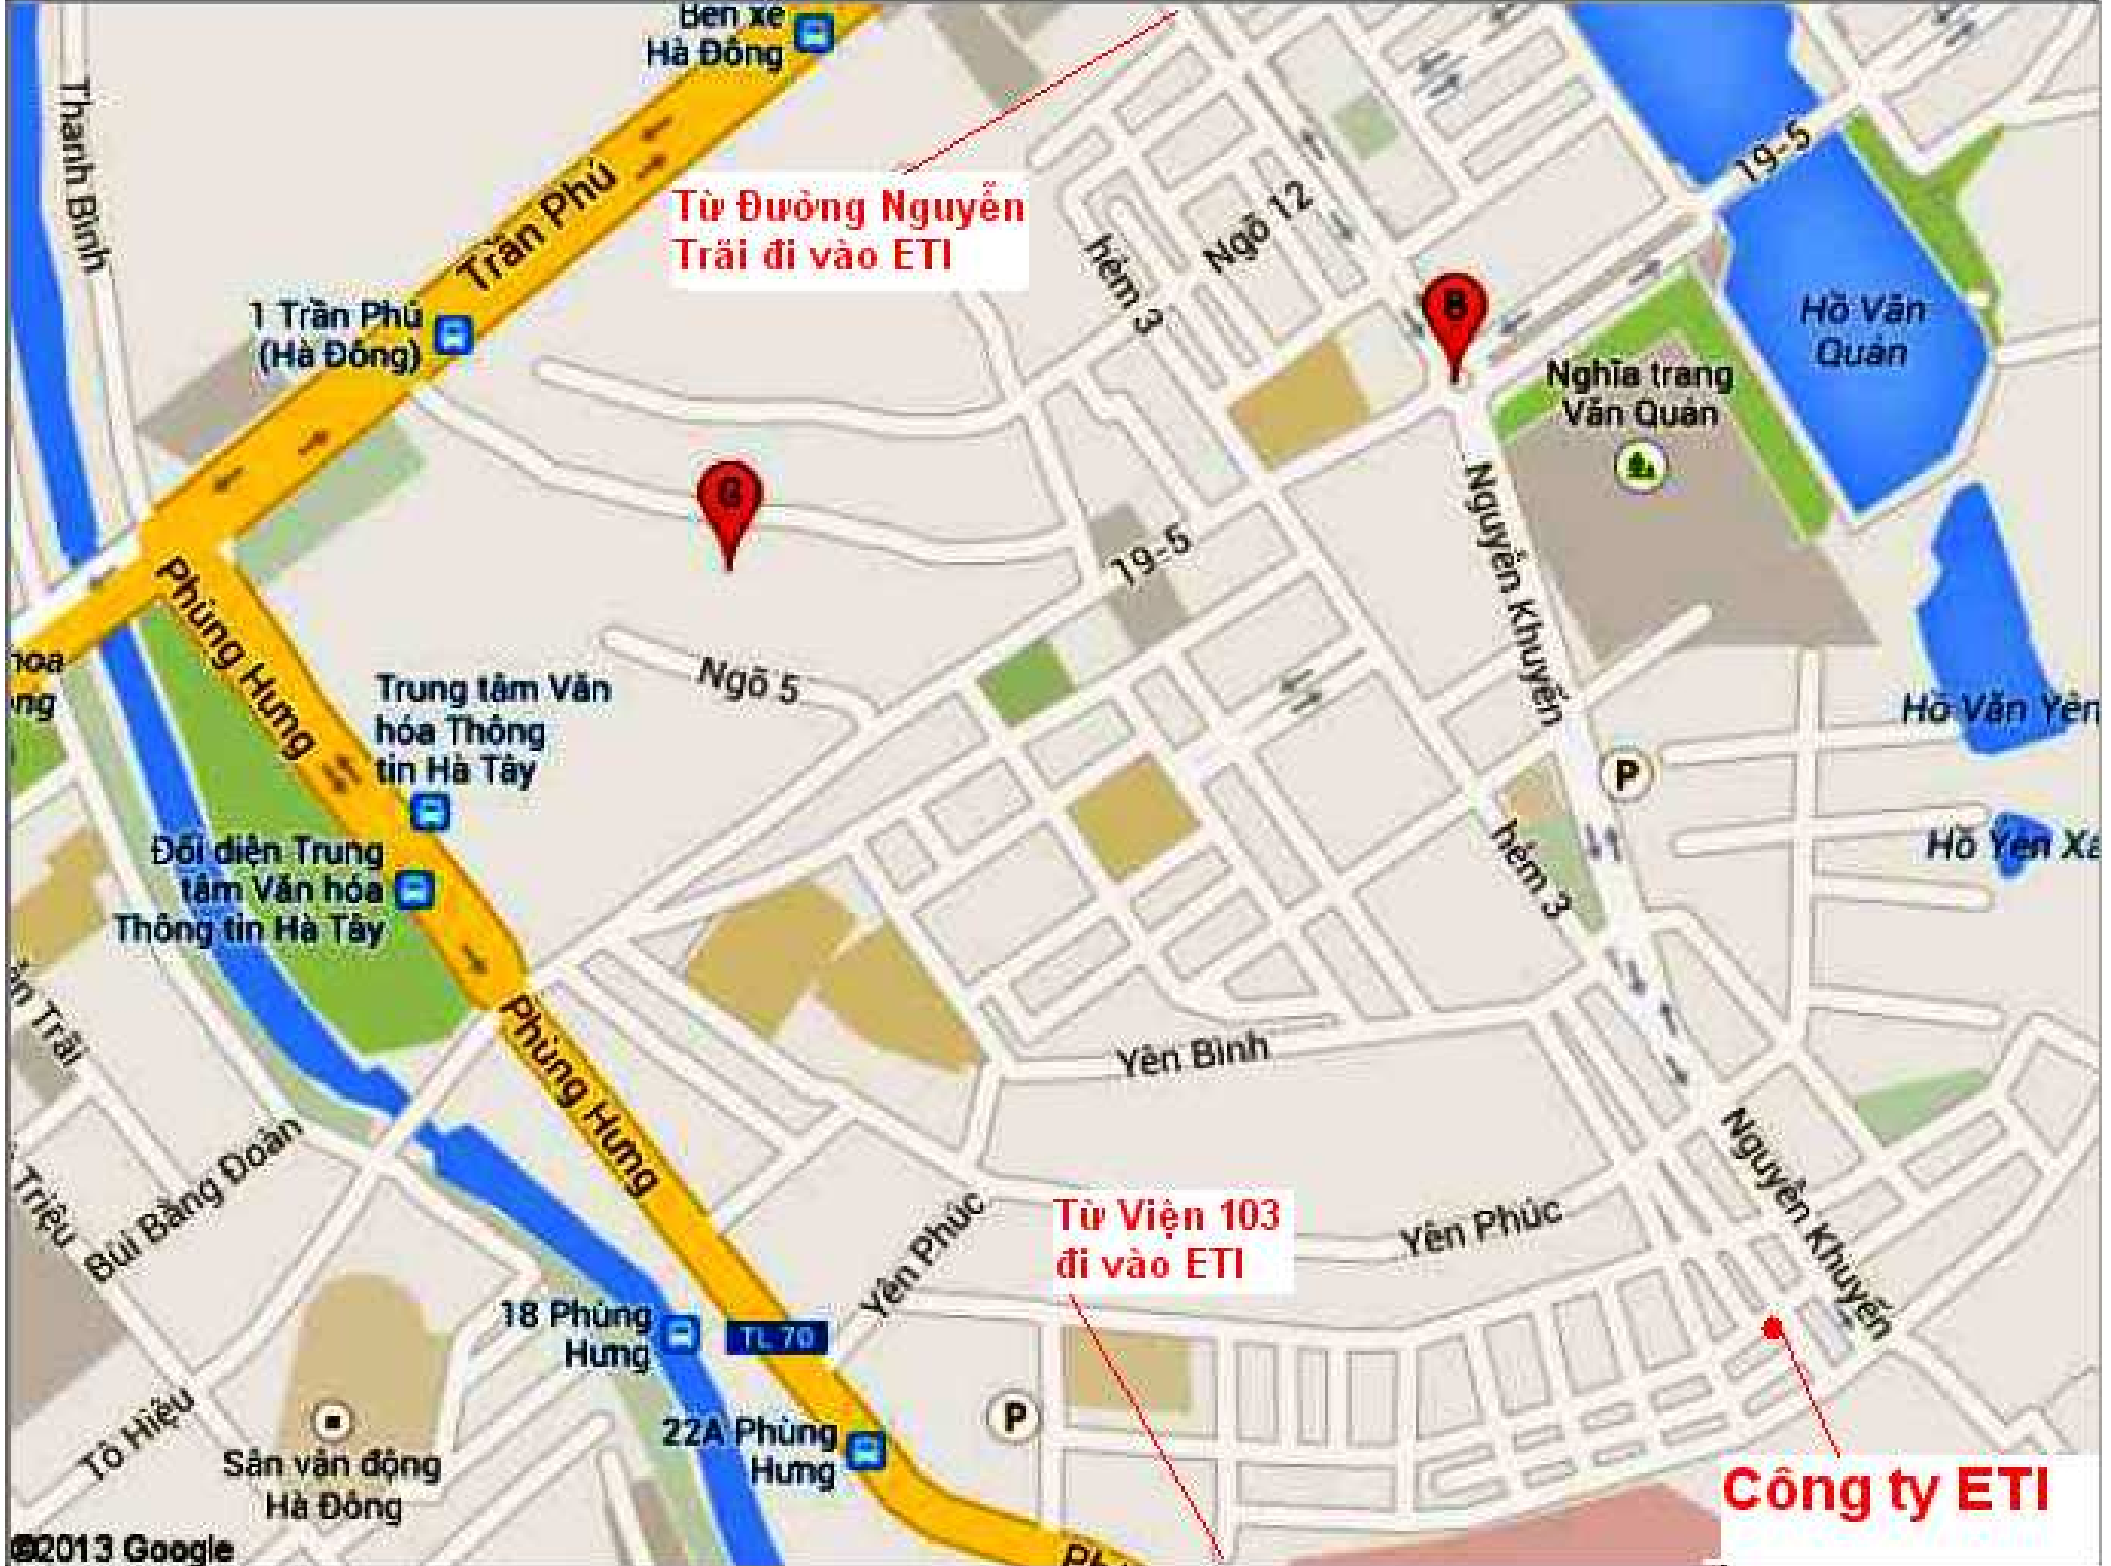 Bến xe
Hà Đông
Thanh Bình
19-5
Trần Phú
Từ Đường Nguyễn
Trãi đi vào ETI
Ngõ 12
hẻm 3
1 Trần Phú
(Hà Đông)
B
Hồ Văn
Quán
Nghĩa trang
Văn Quán
G
19-5
Nguyễn Khuyến
Phùng Hưng
Ngõ 5
Trung tâm Văn
hóa Thông
tin Hà Tây
Hồ Văn Yên
P
Đối diện Trung
tâm Văn hóa
Thông tin Hà Tây
hẻm 3
Hồ Yên Xá
Trãi
Phùng Hưng
Yên Bình
Nguyễn Khuyến
Bùi Bằng Đoàn
Triệu
Yên Phúc
Từ Viện 103
đi vào ETI
Yên Phúc
18 Phùng
Hưng
TL 70
P
22A Phùng
Hưng
Tô Hiệu
Sân vận động
Hà Đông
Công ty ETI
©2013 Google